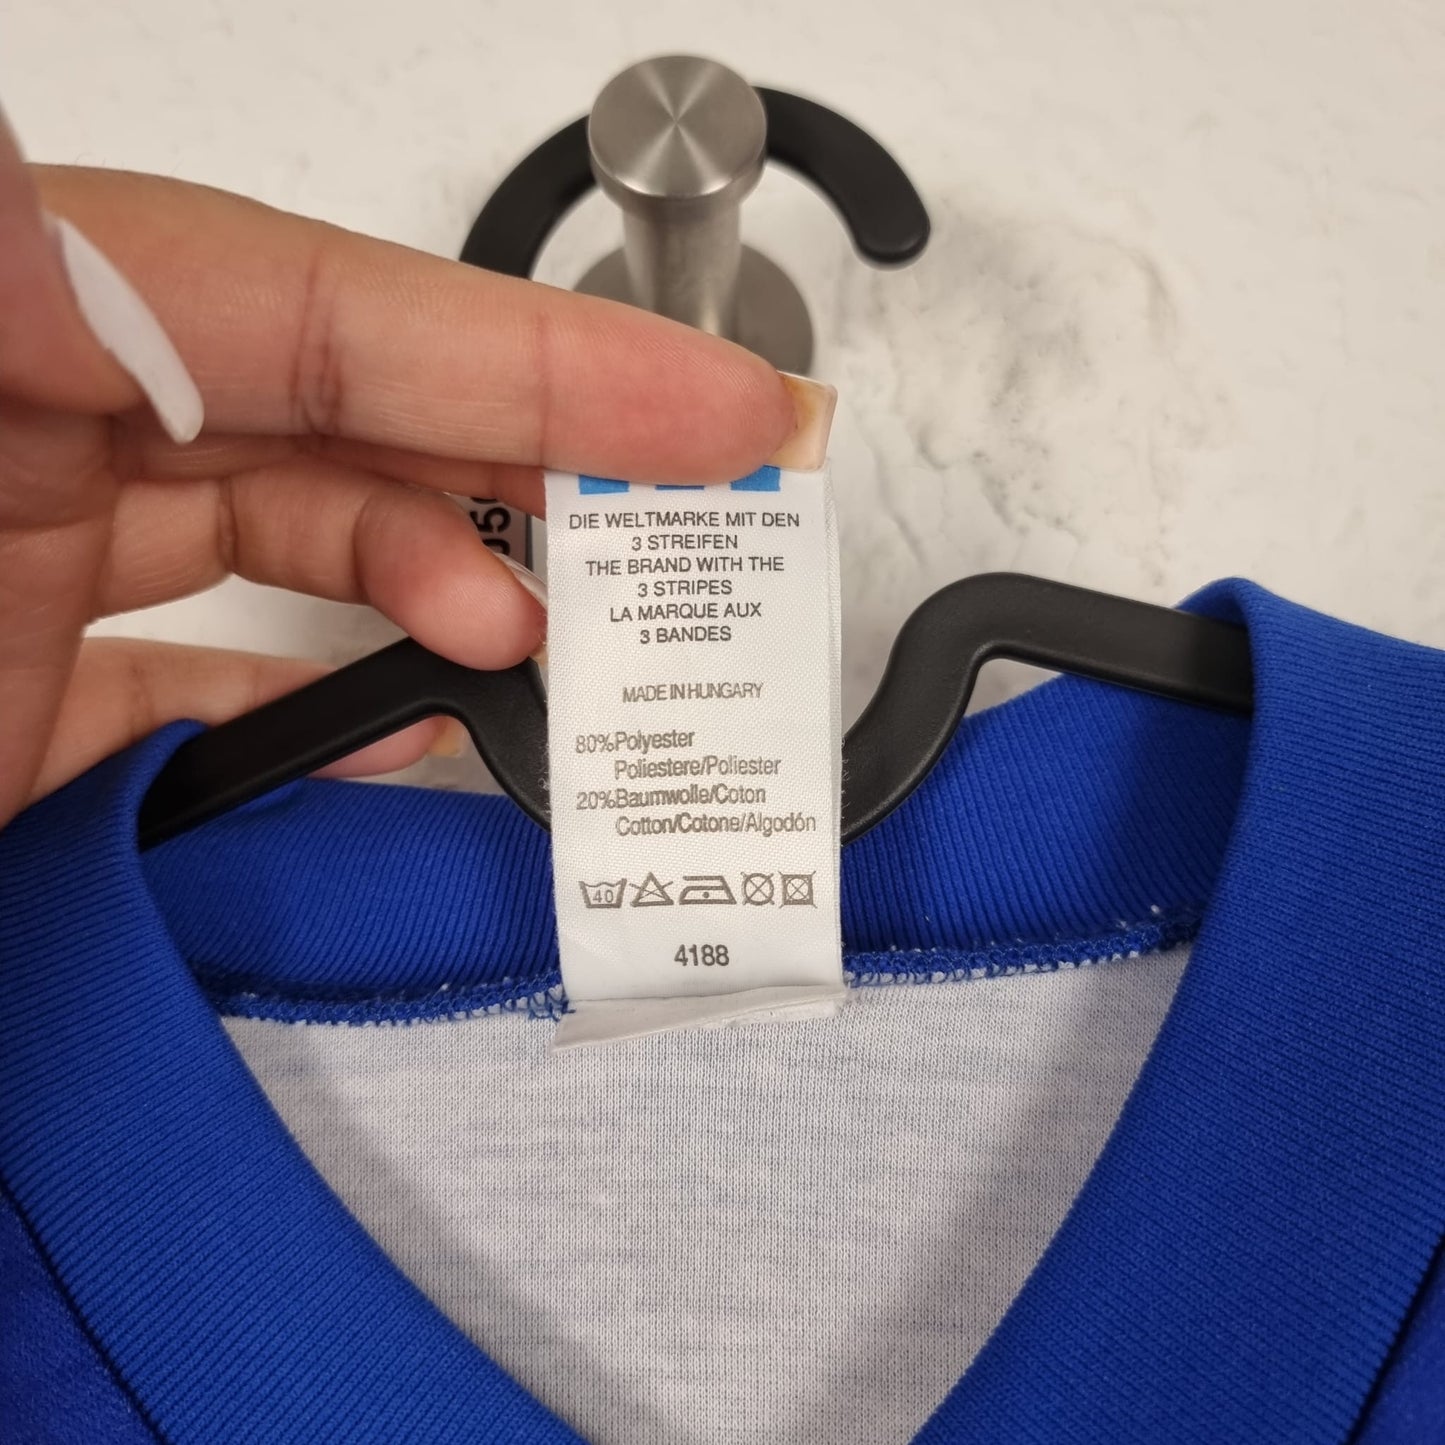 DIE WELTMARKE MIT DEN
3 STREIFEN
THE BRAND WITH THE
3 STRIPES
LA MARQUE AUX
3 BANDES
MADE IN HUNGARY
80%Polyester
Poliestere/Poliester
20%Baumwolle/Coton
Cotton/Cotone/Algodón
40
4188